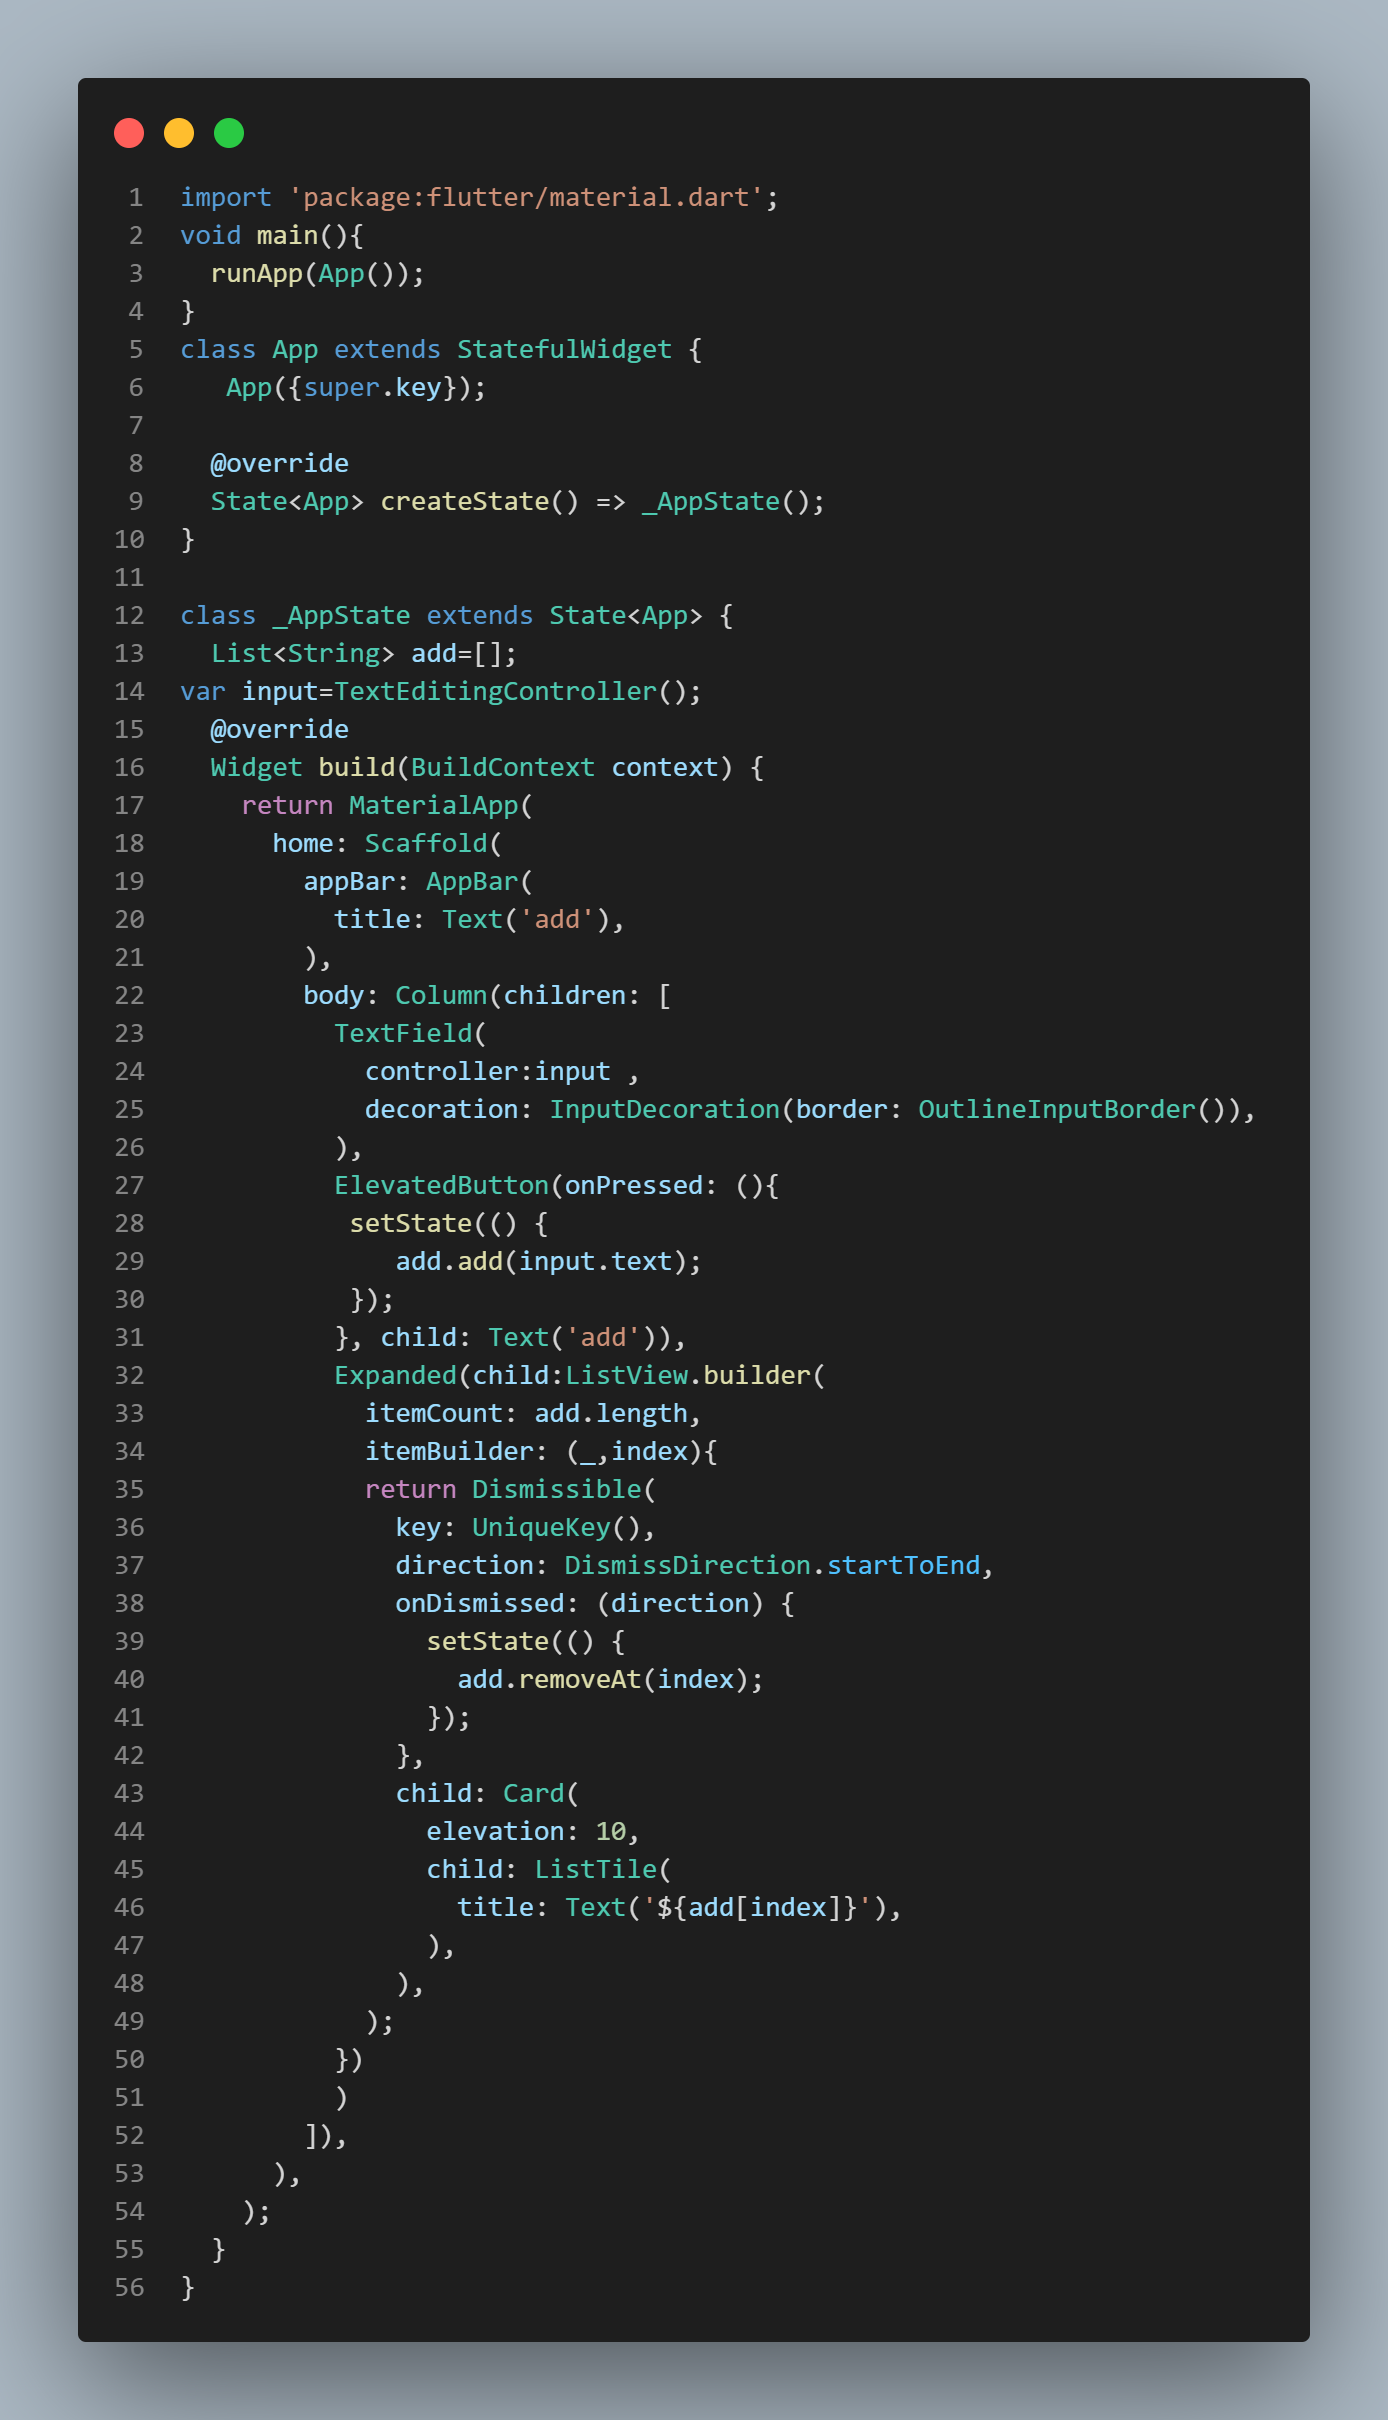 1 import 'package:flutter/material.dart';
2 void main(){
3   runApp(App());
4 }
5 class App extends StatefulWidget {
6    App({super.key});
7
8   @override
9   State<App> createState() => _AppState();
10 }
11
12 class _AppState extends State<App> {
13   List<String> add=[];
14 var input=TextEditingController();
15   @override
16   Widget build(BuildContext context) {
17     return MaterialApp(
18       home: Scaffold(
19         appBar: AppBar(
20           title: Text('add'),
21         ),
22         body: Column(children: [
23           TextField(
24             controller:input ,
25             decoration: InputDecoration(border: OutlineInputBorder()),
26           ),
27           ElevatedButton(onPressed: (){
28            setState(() {
29               add.add(input.text);
30            });
31           }, child: Text('add')),
32           Expanded(child:ListView.builder(
33             itemCount: add.length,
34             itemBuilder: (_,index){
35             return Dismissible(
36               key: UniqueKey(),
37               direction: DismissDirection.startToEnd,
38               onDismissed: (direction) {
39                 setState(() {
40                   add.removeAt(index);
41                 });
42               },
43               child: Card(
44                 elevation: 10,
45                 child: ListTile(
46                   title: Text('${add[index]}'),
47                 ),
48               ),
49             );
50           })
51           )
52         ]),
53       ),
54     );
55   }
56 }